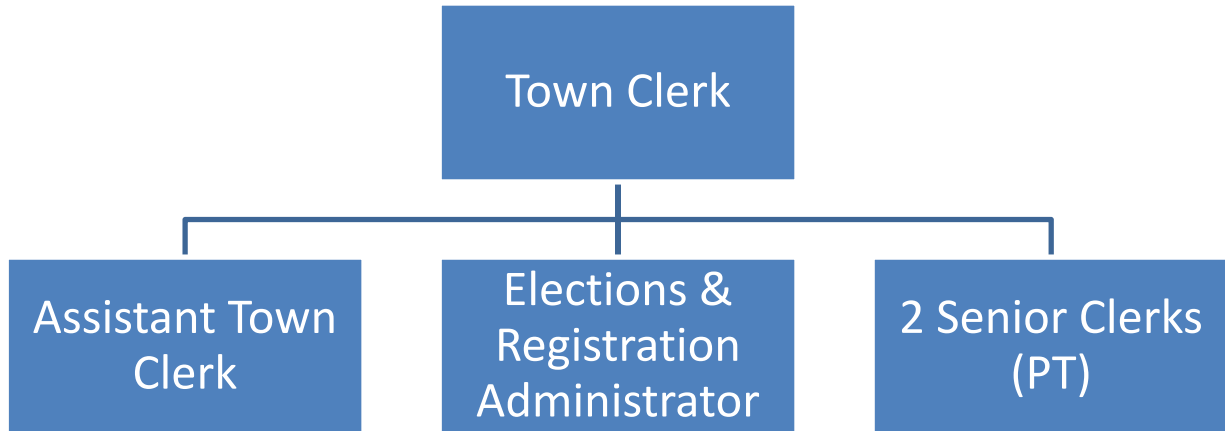 Town Clerk
Assistant Town
Clerk
Elections &
Registration
Administrator
2 Senior Clerks
(PT)